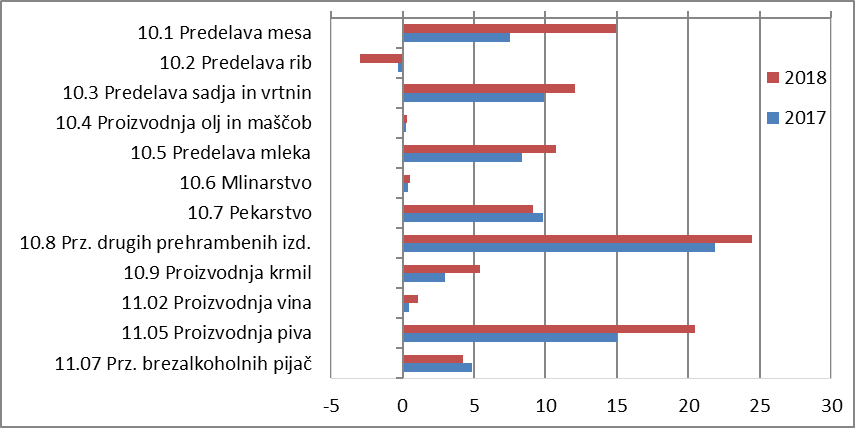 10.1 Predelava mesa
10.2 Predelava rib
10.3 Predelava sadja in vrtnin
10.4 Proizvodnja olj in maščob
10.5 Predelava mleka
10.6 Mlinarstvo
10.7 Pekarstvo
10.8 Prz. drugih prehrambenih izd.
10.9 Proizvodnja krmil
11.02 Proizvodnja vina
11.05 Proizvodnja piva
11.07 Prz. brezalkoholnih pijač
2018
2017
-5 0 5 10 15 20 25 30